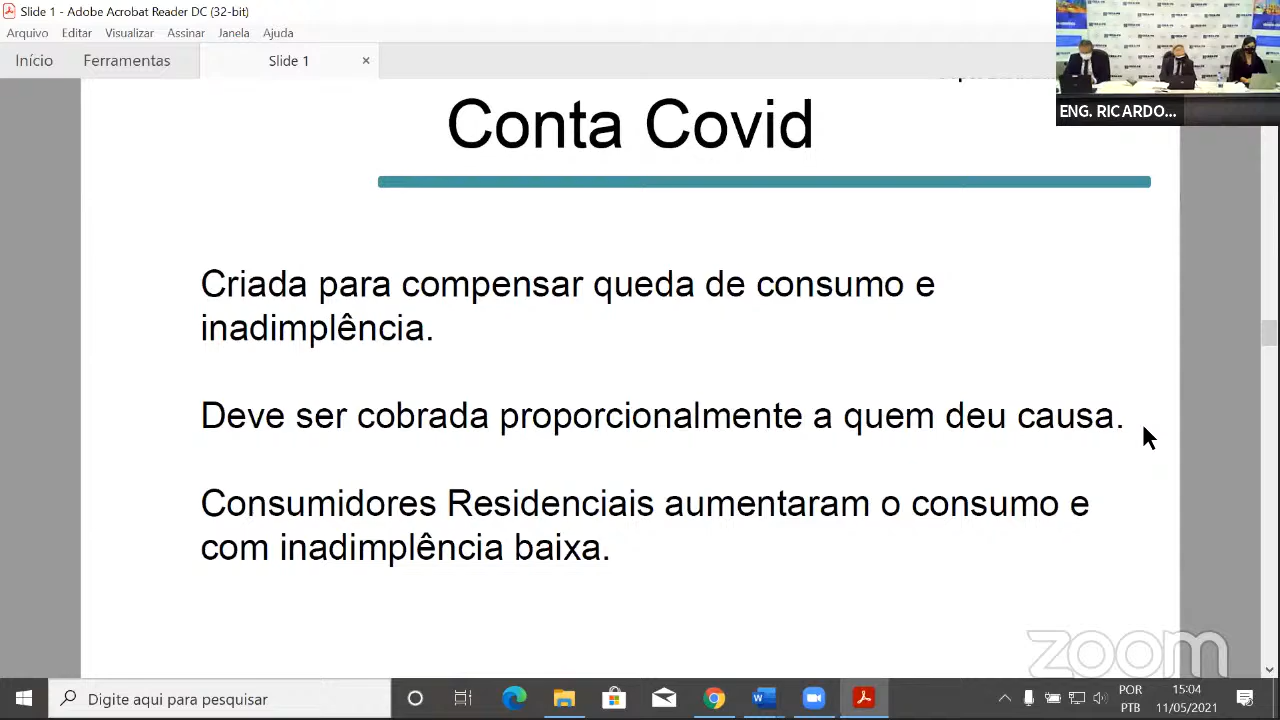 Slide 1 - Adobe Acrobat Reader DC (32-bit)
Arquivo Editar Visualizar Assinar Janela Ajuda
Início Ferramentas Slide 1 ×
ENG. RICARDO...
Conta Covid
Criada para compensar queda de consumo e
inadimplência.
Deve ser cobrada proporcionalmente a quem deu causa.
Consumidores Residenciais aumentaram o consumo e
com inadimplência baixa.
zoom
Digite aqui para pesquisar
POR
PTB
15:04
11/05/2021